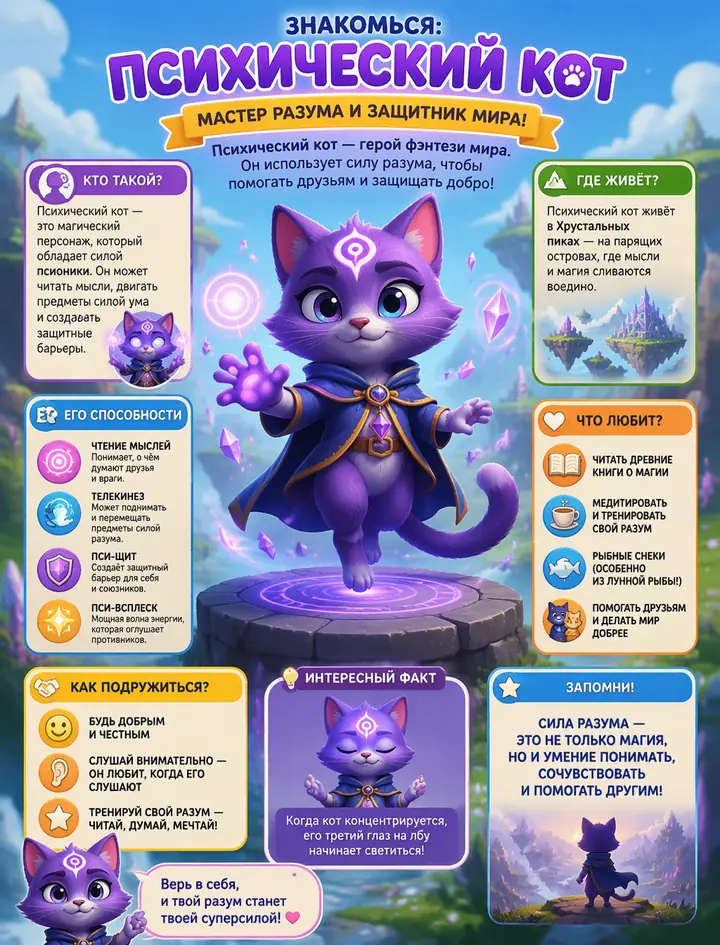 ЗНАКОМЬСЯ:
ПСИХИЧЕСКИЙ КОТ
МАСТЕР РАЗУМА И ЗАЩИТНИК МИРА!
Психический кот — герой фэнтези мира.
Он использует силу разума, чтобы
помогать друзьям и защищать добро!
КТО ТАКОЙ?
Психический кот —
это магический
персонаж, который
обладает силой
псионики. Он может
читать мысли, двигать
предметы силой ума
и создавать
защитные
барьеры.
ГДЕ ЖИВЁТ?
Психический кот живёт
в Хрустальных
пиках — на парящих
островах, где мысли
и магия сливаются
воедино.
ЕГО СПОСОБНОСТИ
ЧТЕНИЕ МЫСЛЕЙ
Понимает, о чём
думают друзья
и враги.
ТЕЛЕКИНЕЗ
Может поднимать
и перемещать
предметы силой
разума.
ПСИ-ЩИТ
Создаёт защитный
барьер для себя
и союзников.
ПСИ-ВСПЛЕСК
Мощная волна энергии,
которая оглушает
противников.
ЧТО ЛЮБИТ?
ЧИТАТЬ ДРЕВНИЕ
КНИГИ О МАГИИ
МЕДИТИРОВАТЬ
И ТРЕНИРОВАТЬ
СВОЙ РАЗУМ
РЫБНЫЕ СНЕКИ
(ОСОБЕННО
ИЗ ЛУННОЙ РЫБЫ!)
ПОМОГАТЬ ДРУЗЬЯМ
И ДЕЛАТЬ МИР
ДОБРЕЕ
КАК ПОДРУЖИТЬСЯ?
БУДЬ ДОБРЫМ
И ЧЕСТНЫМ
СЛУШАЙ ВНИМАТЕЛЬНО —
ОН ЛЮБИТ, КОГДА ЕГО
СЛУШАЮТ
ТРЕНИРУЙ СВОЙ РАЗУМ —
ЧИТАЙ, ДУМАЙ, МЕЧТАЙ!
ИНТЕРЕСНЫЙ ФАКТ
Когда кот концентрируется,
его третий глаз на лбу
начинает светиться!
ЗАПОМНИ!
СИЛА РАЗУМА —
ЭТО НЕ ТОЛЬКО МАГИЯ,
НО И УМЕНИЕ ПОНИМАТЬ,
СОЧУВСТВОВАТЬ
И ПОМОГАТЬ ДРУГИМ!
Верь в себя,
и твой разум станет
твоей суперсилой!